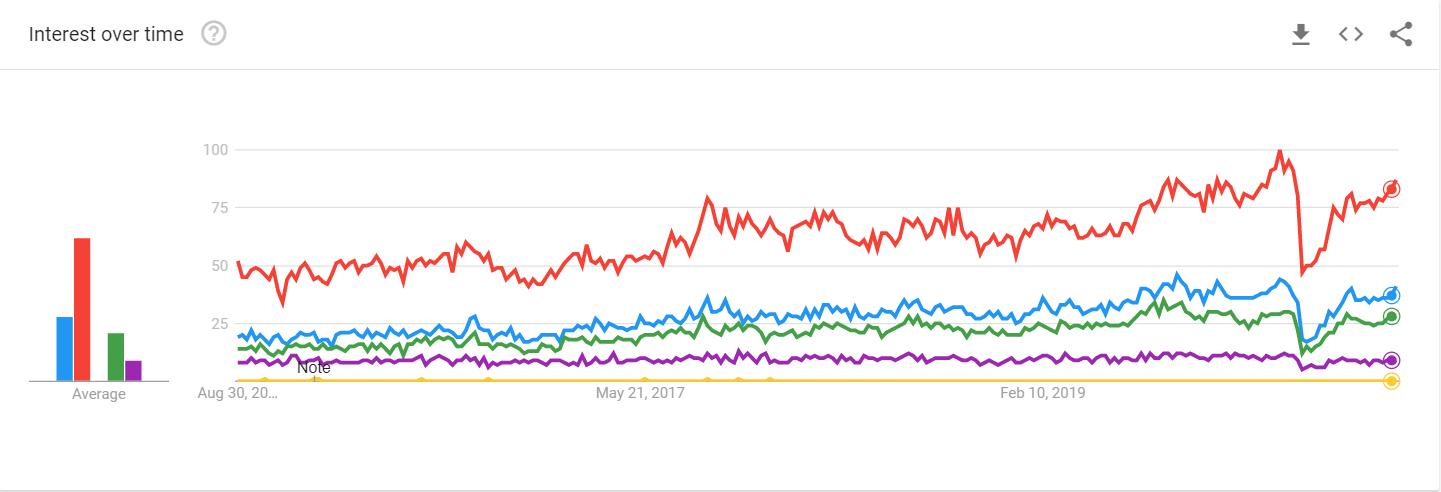 Interest over time
100
75
50
25
Note
Average
Aug 30, 20...
May 21, 2017
Feb 10, 2019